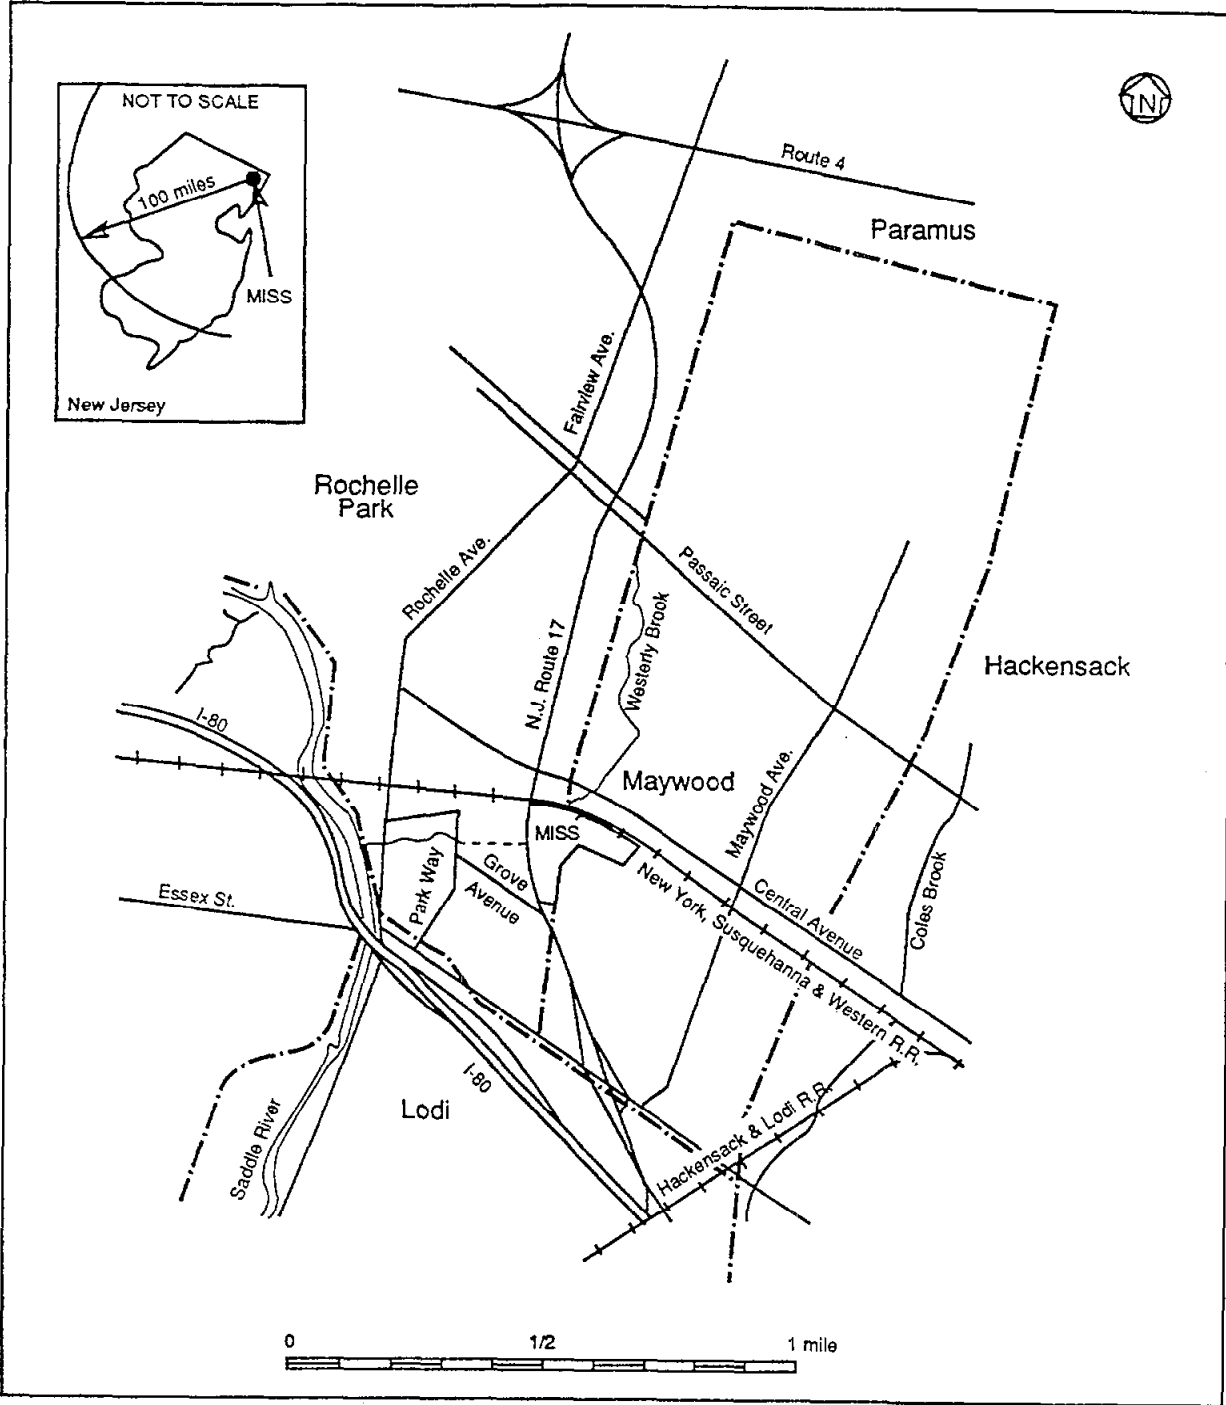 NOT TO SCALE
100 miles
MISS
New Jersey
N
Route 4
Paramus
Fairview Ave.
Rochelle
Park
Rochelle Ave.
Passaic Street
N.J. Route 17
Westerly Brook
Hackensack
I-80
Maywood
Maywood Ave.
MISS
Park Way
Grove
Avenue
Essex St.
Central Avenue
Coles Brook
New York, Susquehanna & Western R.R.
I-80
Lodi
Saddle River
Hackensack & Lodi R.R.
0 1/2 1 mile